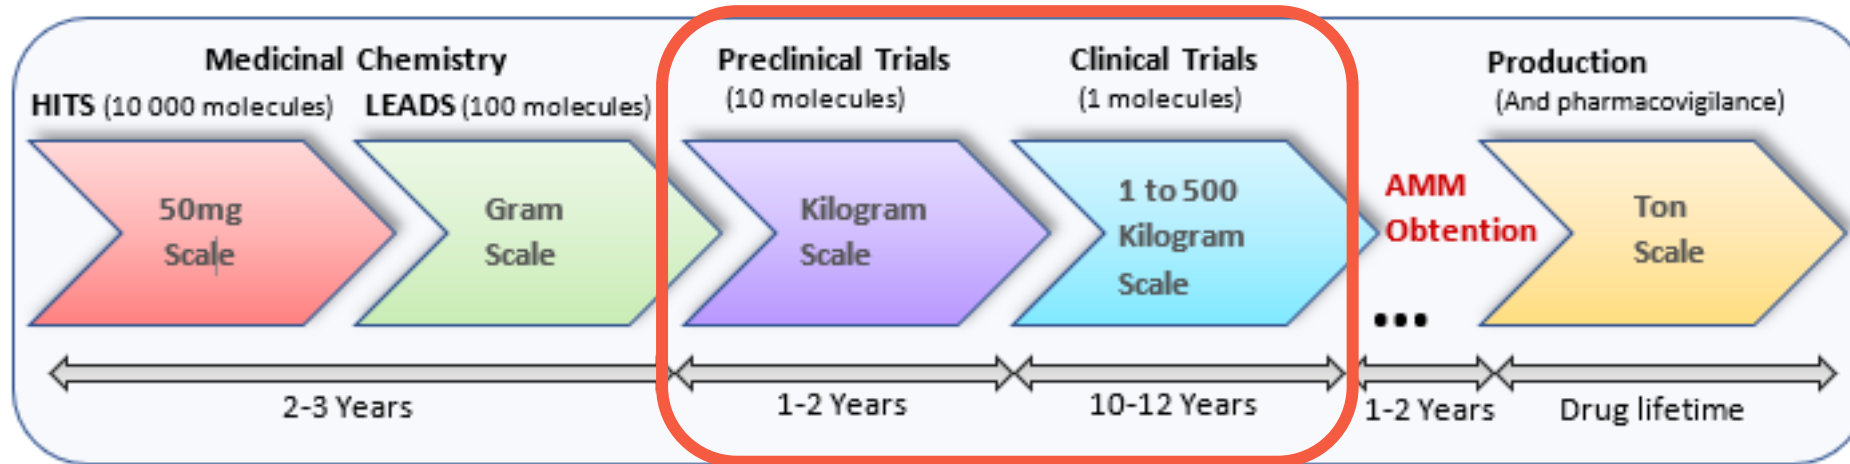 Medicinal Chemistry
HITS (10 000 molecules)
LEADS (100 molecules)
Preclinical Trials
(10 molecules)
Clinical Trials
(1 molecules)
Production
(And pharmacovigilance)
50mg
Scale
Gram
Scale
Kilogram
Scale
1 to 500
Kilogram
Scale
AMM
Obtention
...
Ton
Scale
2-3 Years
1-2 Years
10-12 Years
1-2 Years
Drug lifetime